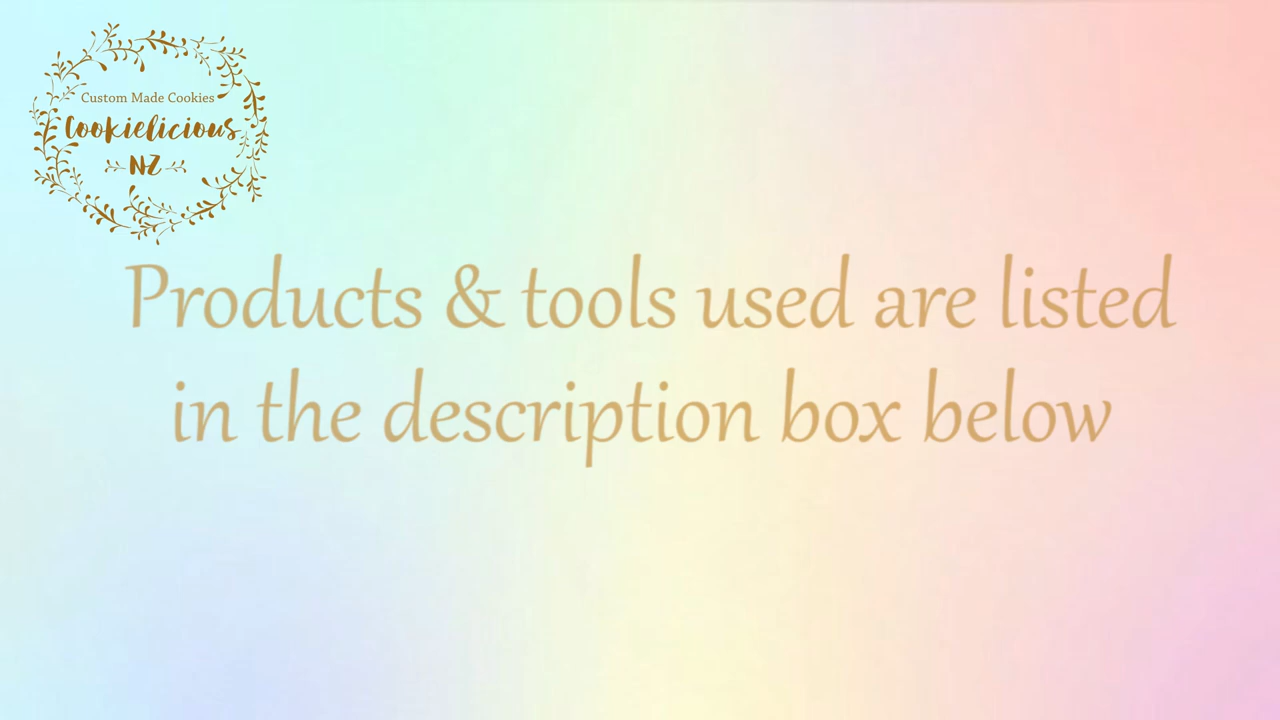 Custom Made Cookies
Cookielicious
NZ
Products & tools used are listed
in the description box below